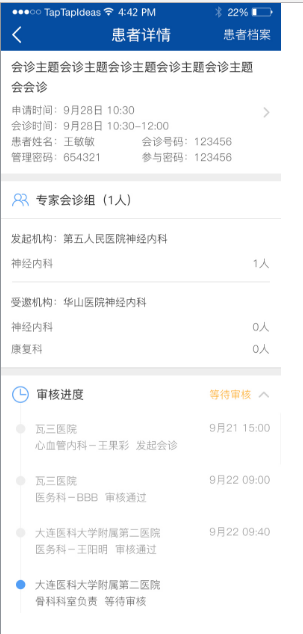 TapTapIdeas 4:42 PM 22%
患者详情 患者档案
会诊主题会诊主题会诊主题会诊主题会诊主题
会会诊
申请时间：9月28日 10:30
会诊时间：9月28日 10:30-12:00
患者姓名：王敏敏 会诊号码：123456
管理密码：654321 参与密码：123456
专家会诊组（1人）
发起机构：第五人民医院神经内科
神经内科 1人
受邀机构：华山医院神经内科
神经内科 0人
康复科 0人
审核进度 等待审核
瓦三医院 9月21 15:00
心血管内科-王果彩 发起会诊
瓦三医院 9月22 09:00
医务科-BBB 审核通过
大连医科大学附属第二医院 9月22 09:40
医务科-王阳明 审核通过
大连医科大学附属第二医院
骨科科室负责 等待审核